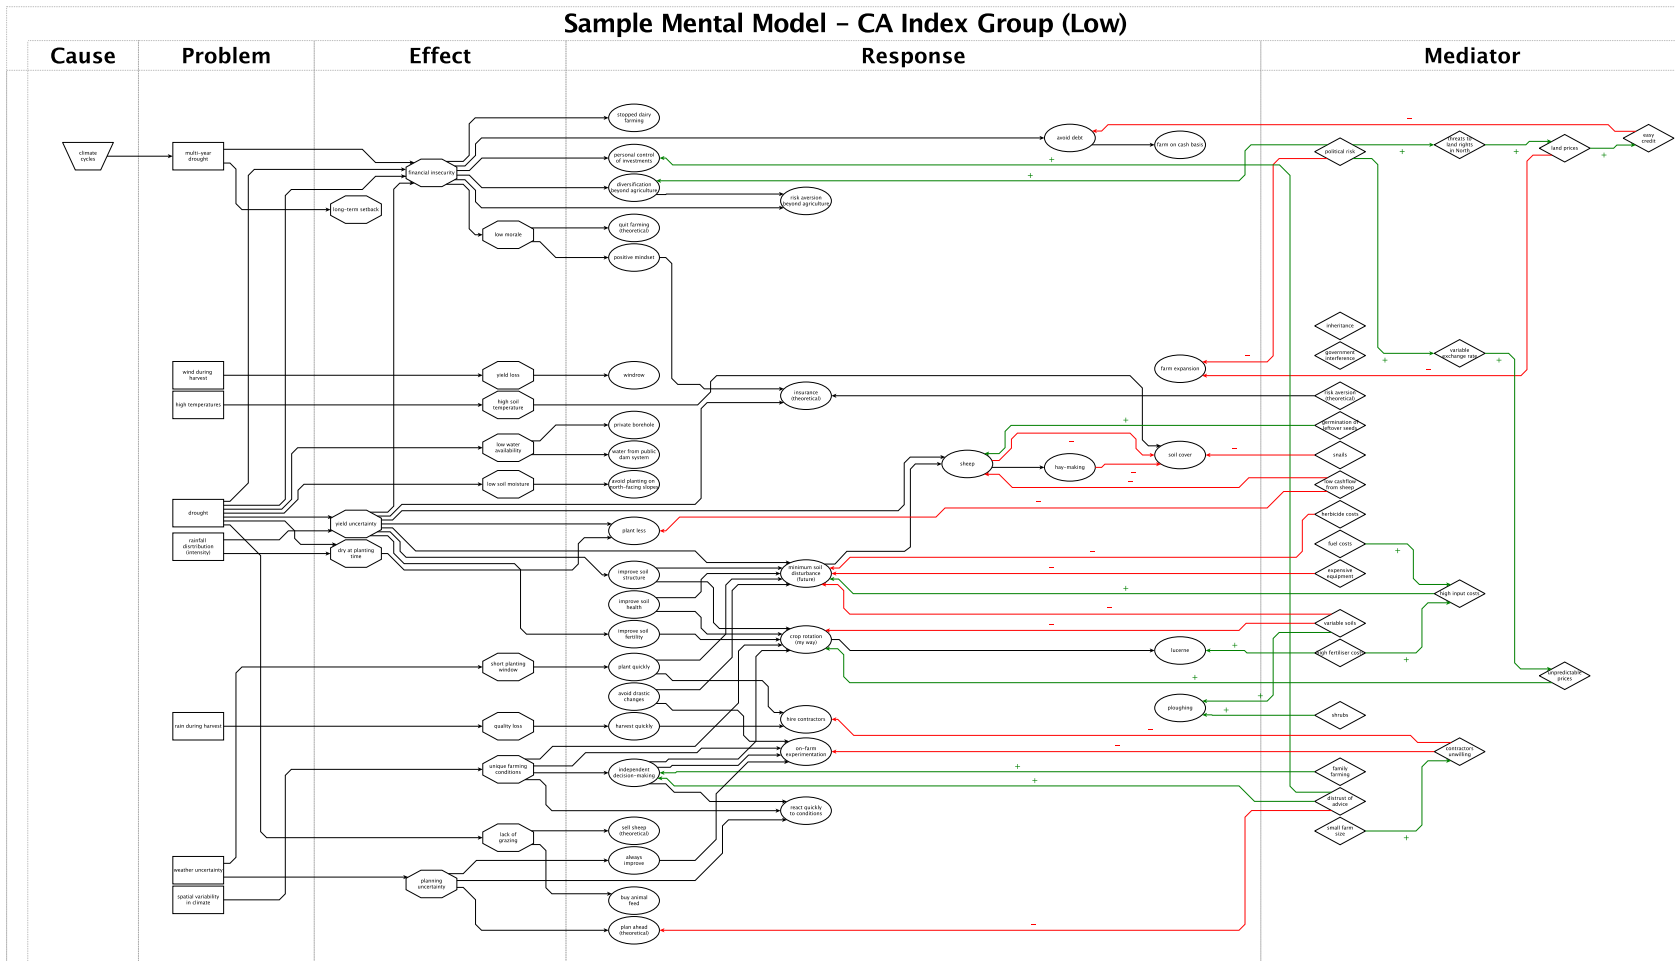 Sample Mental Model – CA Index Group (Low)
Cause
Problem
Effect
Response
Mediator
climate
cycles
multi-year
drought
wind during
harvest
high temperatures
drought
rainfall
distrtbution
(intensity)
rain during harvest
weather uncertainty
spatial variability
in climate
financial insecurity
long-term setback
low morale
yield loss
high soil
temperature
low water
availability
low soil moisture
yield uncertainty
dry at planting
time
short planting
window
quality loss
unique farming
conditions
lack of
grazing
planning
uncertainty
stopped dairy
farming
personal control
of investments
diversification
beyond agriculture
quit farming
(theoretical)
positive mindset
windrow
private borehole
water from public
dam system
avoid planting on
north-facing slopes
plant less
improve soil
structure
improve soil
health
improve soil
fertility
plant quickly
avoid drastic
changes
harvest quickly
independent
decision-making
sell sheep
(theoretical)
always
improve
buy animal
feed
plan ahead
(theoretical)
risk aversion
beyond agriculture
insurance
(theoretical)
minimum soil
disturbance
(future)
crop rotation
(my way)
hire contractors
on-farm
experimentation
react quickly
to conditions
sheep
avoid debt
hay-making
farm on cash basis
farm expansion
soil cover
lucerne
ploughing
political risk
inheritance
government
interference
risk aversion
(theoretical)
germination of
leftover seeds
snails
low cashflow
from sheep
herbicide costs
fuel costs
expensive
equipment
variable soils
high fertiliser costs
shrubs
family
farming
distrust of
advice
small farm
size
threats to
land rights
in North
variable
exchange rate
high input costs
contractors
unwilling
land prices
unpredictable
prices
easy
credit